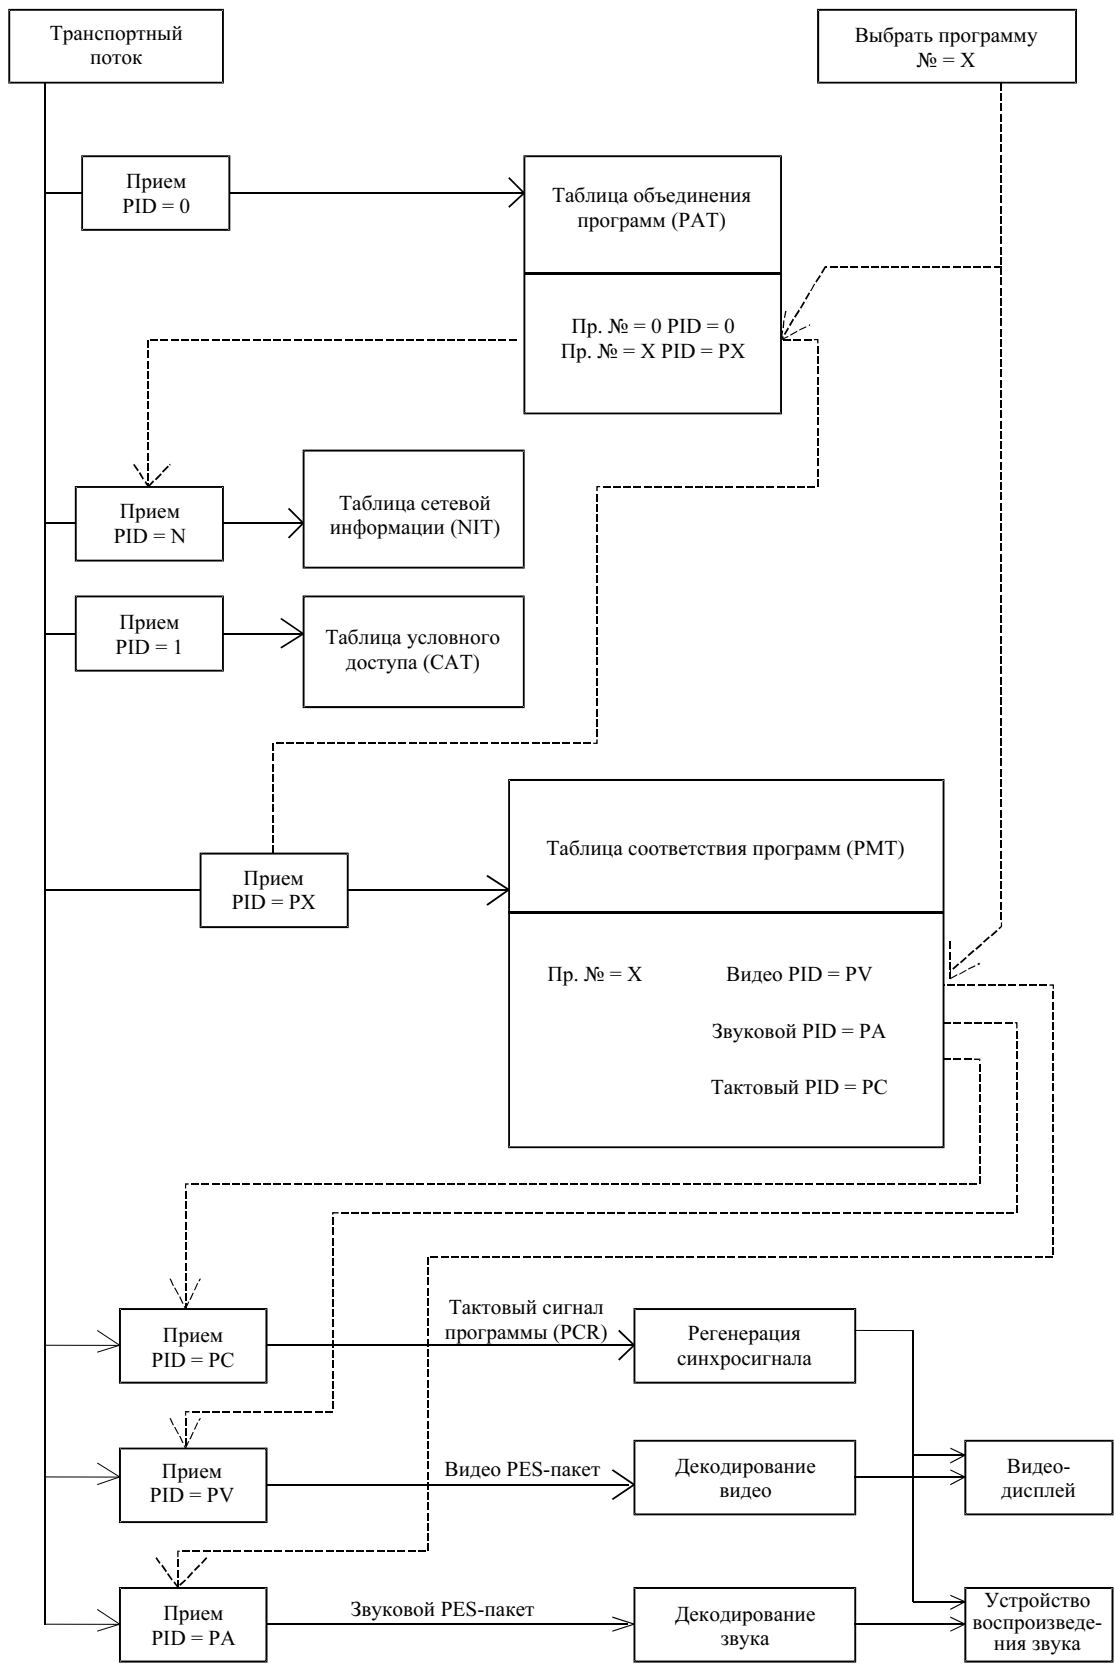 Транспортный
поток
Выбрать программу
№ = X
Прием
PID = 0
Таблица объединения
программ (PAT)
Пр. № = 0 PID = 0
Пр. № = X PID = PX
Прием
PID = N
Таблица сетевой
информации (NIT)
Прием
PID = 1
Таблица условного
доступа (CAT)
Прием
PID = PX
Таблица соответствия программ (PMT)
Пр. № = X Видео PID = PV
Звуковой PID = PA
Тактовый PID = PC
Прием
PID = PC
Тактовый сигнал
программы (PCR)
Регенерация
синхросигнала
Прием
PID = PV
Видео PES-пакет
Декодирование
видео
Видео-
дисплей
Прием
PID = PA
Звуковой PES-пакет
Декодирование
звука
Устройство
воспроизведе-
ния звука